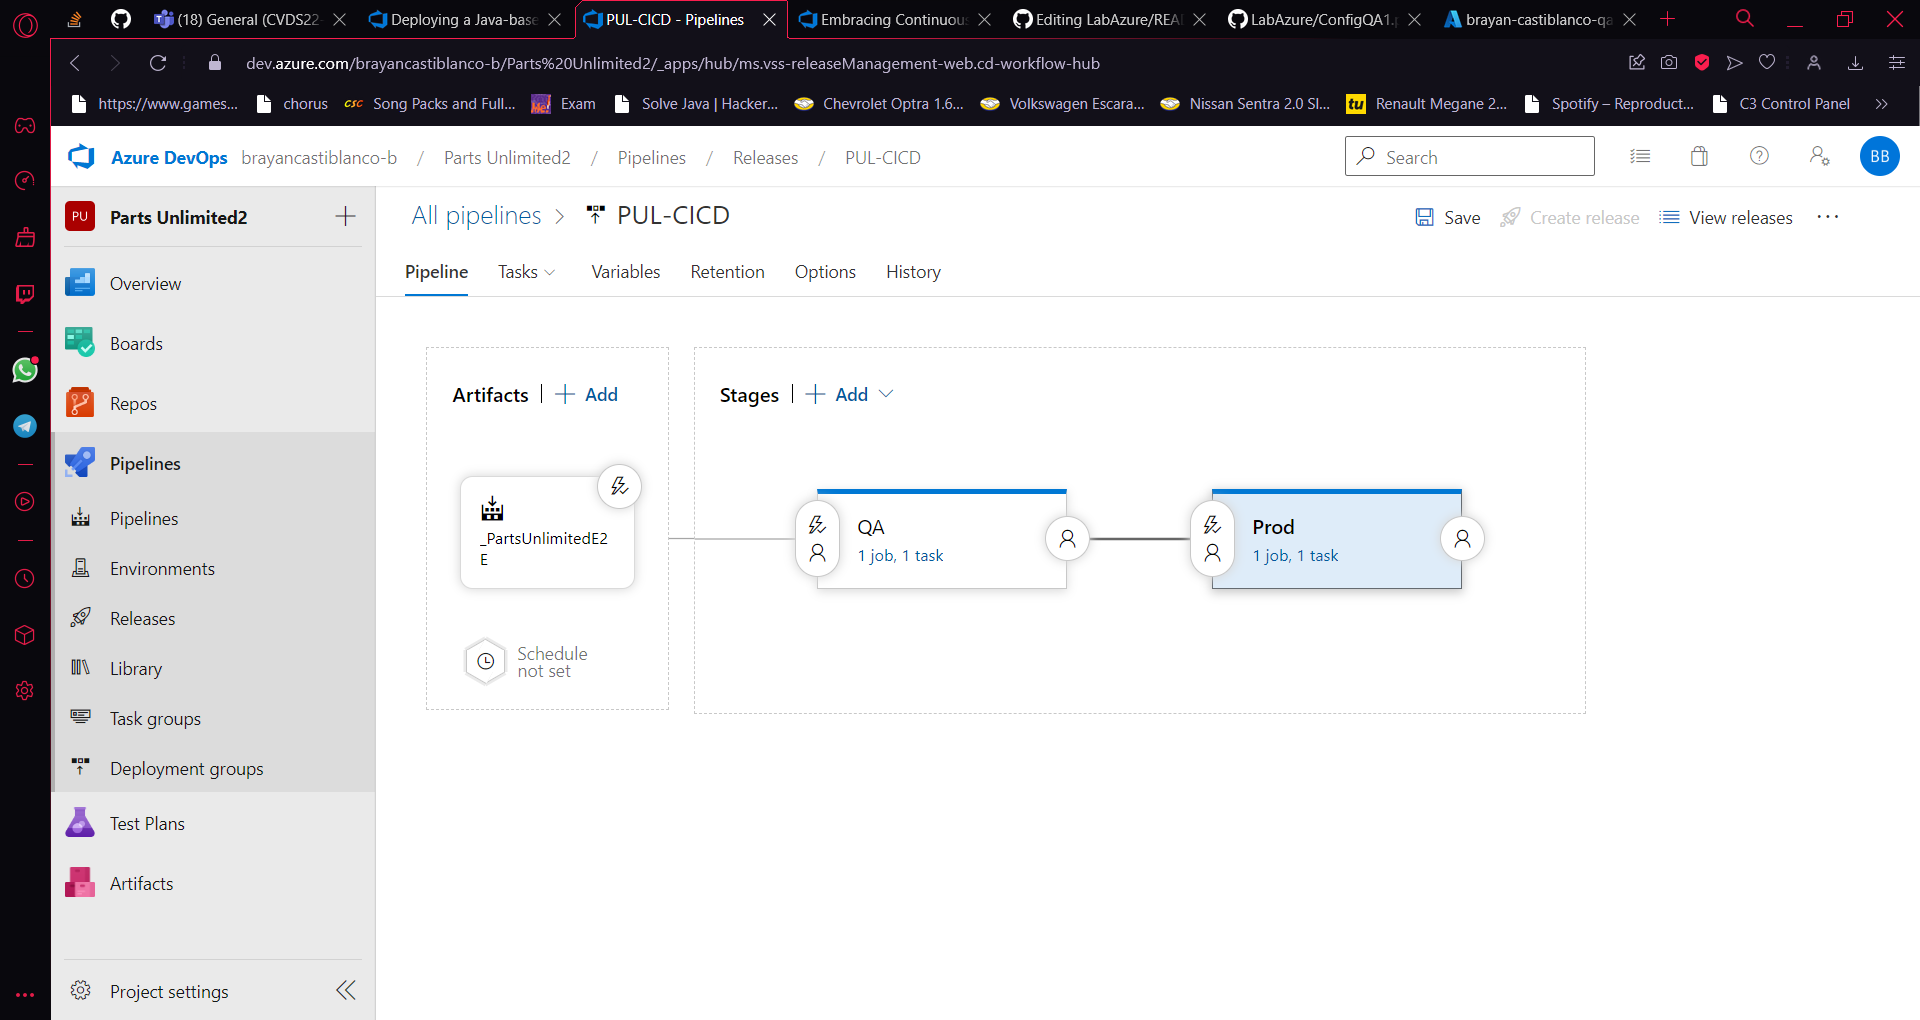 (18) General (CVDS22-
Deploying a Java-base
PUL-CICD - Pipelines
Embracing Continuous
Editing LabAzure/REA
LabAzure/ConfigQA1.p
brayan-castiblanco-qa
dev.azure.com/brayancastiblanco-b/Parts%20Unlimited2/_apps/hub/ms.vss-releaseManagement-web.cd-workflow-hub
https://www.games...
chorus
CSC Song Packs and Full...
Exam
Solve Java | Hacker...
Chevrolet Optra 1.6...
Volkswagen Escara...
Nissan Sentra 2.0 Sl...
tu Renault Megane 2...
Spotify – Reproduct...
C3 Control Panel
Azure DevOps brayancastiblanco-b / Parts Unlimited2 / Pipelines / Releases / PUL-CICD
Search
BB
PU Parts Unlimited2
Overview
Boards
Repos
Pipelines
Pipelines
Environments
Releases
Library
Task groups
Deployment groups
Test Plans
Artifacts
Project settings
All pipelines > PUL-CICD
Save
Create release
View releases
Pipeline
Tasks
Variables
Retention
Options
History
Artifacts | + Add
_PartsUnlimitedE2
E
Schedule
not set
Stages | + Add
QA
1 job, 1 task
Prod
1 job, 1 task